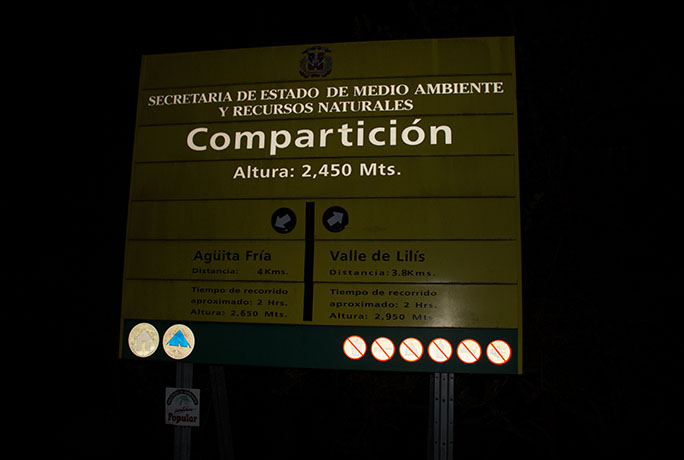 SECRETARIA DE ESTADO DE MEDIO AMBIENTE
Y RECURSOS NATURALES
Compartición
Altura: 2,450 Mts.
Agüita Fría
Distancia: 4 Kms.
Tiempo de recorrido
aproximado: 2 Hrs.
Altura: 2,650 Mts.
Valle de Lilís
Distancia: 3.8Kms.
Tiempo de recorrido
aproximado: 2 Hrs.
Altura: 2,950 Mts.
Popular